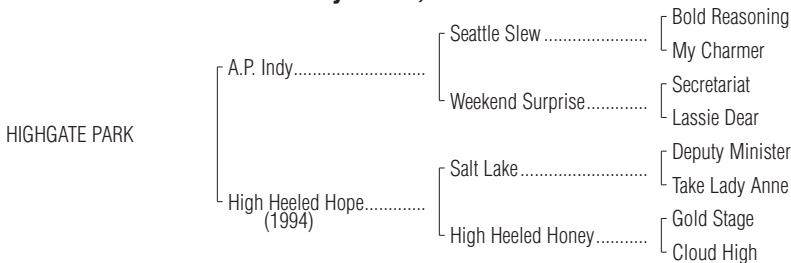 Bold Reasoning
Seattle Slew ......................
My Charmer
A.P. Indy............................
Secretariat
Weekend Surprise.............
Lassie Dear
HIGHGATE PARK
Deputy Minister
Salt Lake ...........................
Take Lady Anne
High Heeled Hope.............
(1994)
Gold Stage
High Heeled Honey...........
Cloud High